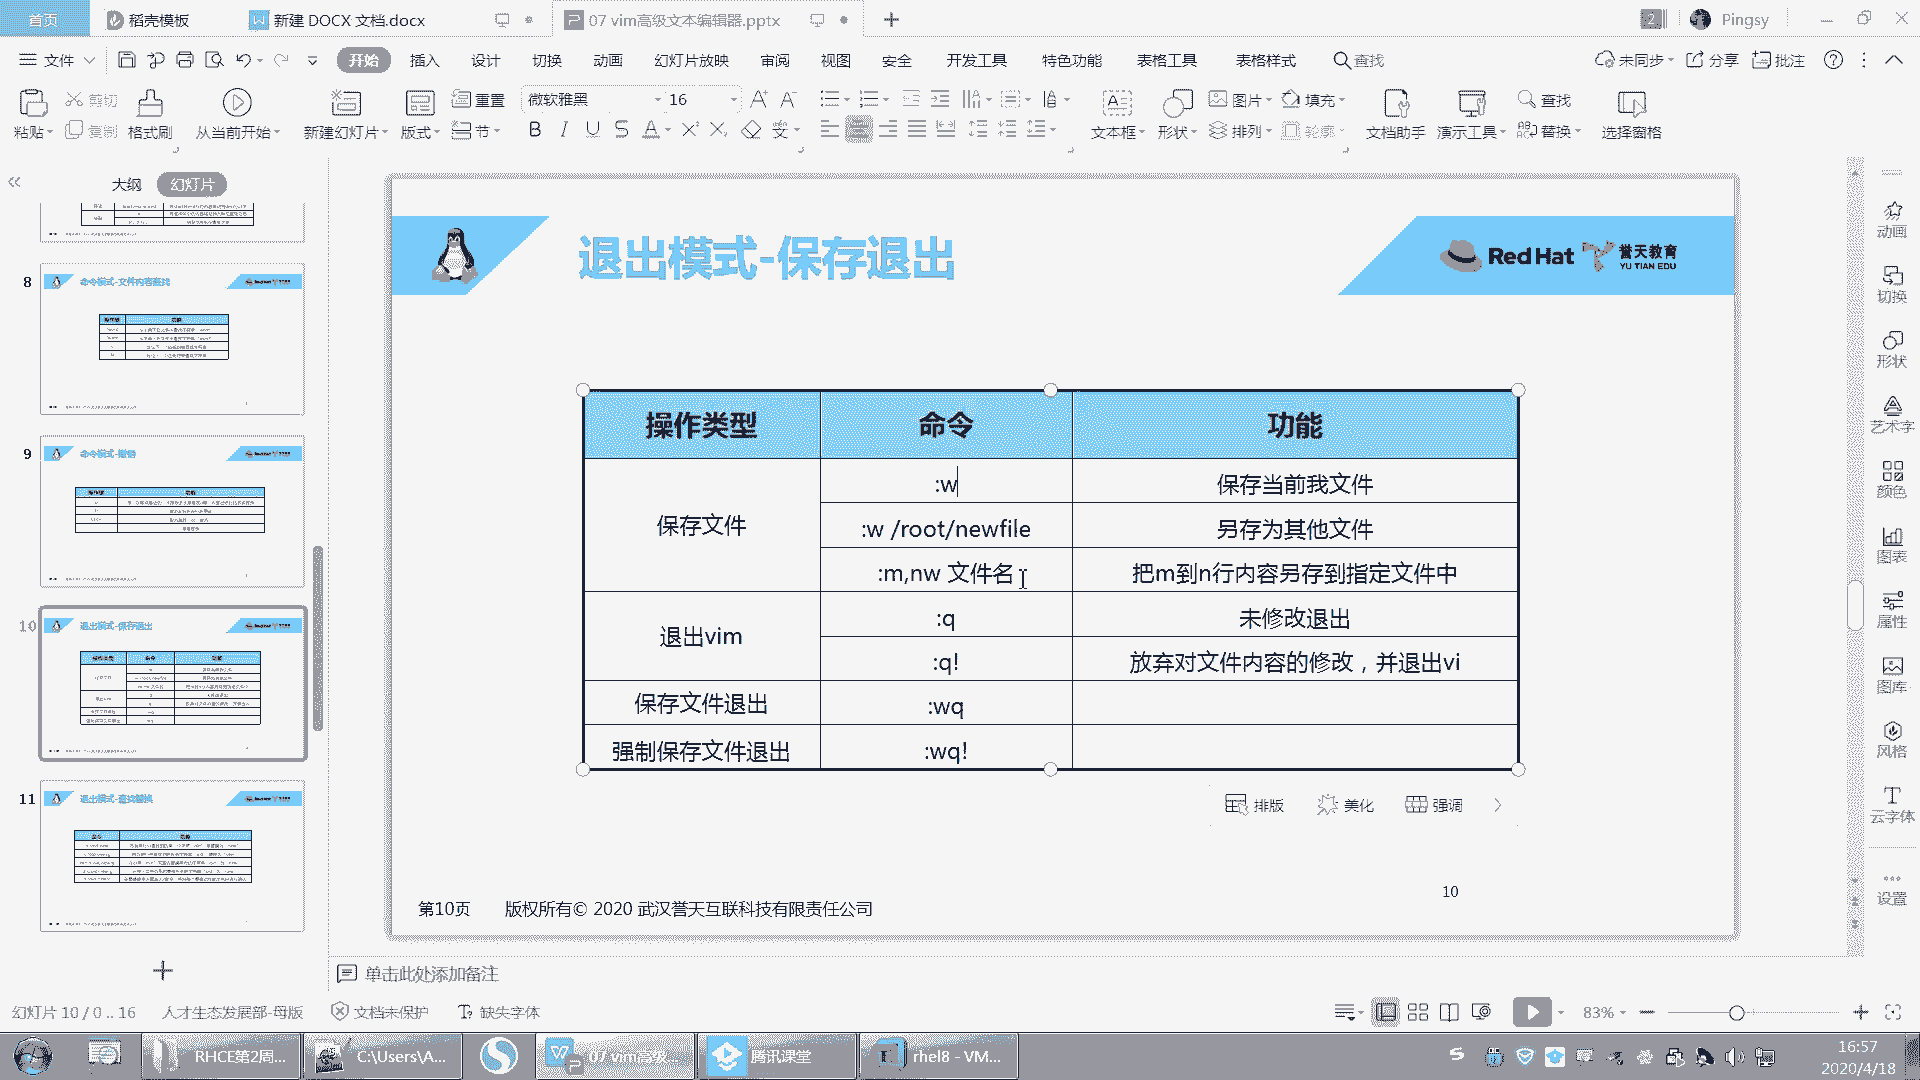 首页 稻壳模板 新建 DOCX 文档.docx 07 vim高级文本编辑器.pptx 2 Pingsy
文件 开始 插入 设计 切换 动画 幻灯片放映 审阅 视图 安全 开发工具 特色功能 表格工具 表格样式 查找 未同步 分享 批注
粘贴 剪切 复制 格式刷 从当前开始 新建幻灯片 版式 重置 节 微软雅黑 16 文本框 形状 图片 排列 填充 轮廓 文档助手 演示工具 查找 替换 选择窗格
大纲 幻灯片
8
命令模式-文件内容查找
9
命令模式-撤销
10
退出模式-保存退出
11
退出模式-查找替换
退出模式-保存退出
Red Hat 誉天教育
YU TIAN EDU
操作类型 命令 功能
保存文件 :w 保存当前我文件
:w /root/newfile 另存为其他文件
:m,nw 文件名 把m到n行内容另存到指定文件中
退出vim :q 未修改退出
:q! 放弃对文件内容的修改，并退出vi
保存文件退出 :wq
强制保存文件退出 :wq!
排版 美化 强调
10
第10页 版权所有© 2020 武汉誉天互联科技有限责任公司
动画
切换
形状
艺术字
颜色
图表
属性
图库
风格
云字体
设置
单击此处添加备注
幻灯片 10 / 0 .. 16 人才生态发展部-母版 文档未保护 缺失字体 83%
RHCE第2周... C:\Users\A... 07 vim高级... 腾讯课堂 rhel8 - VM... 16:57
2020/4/18